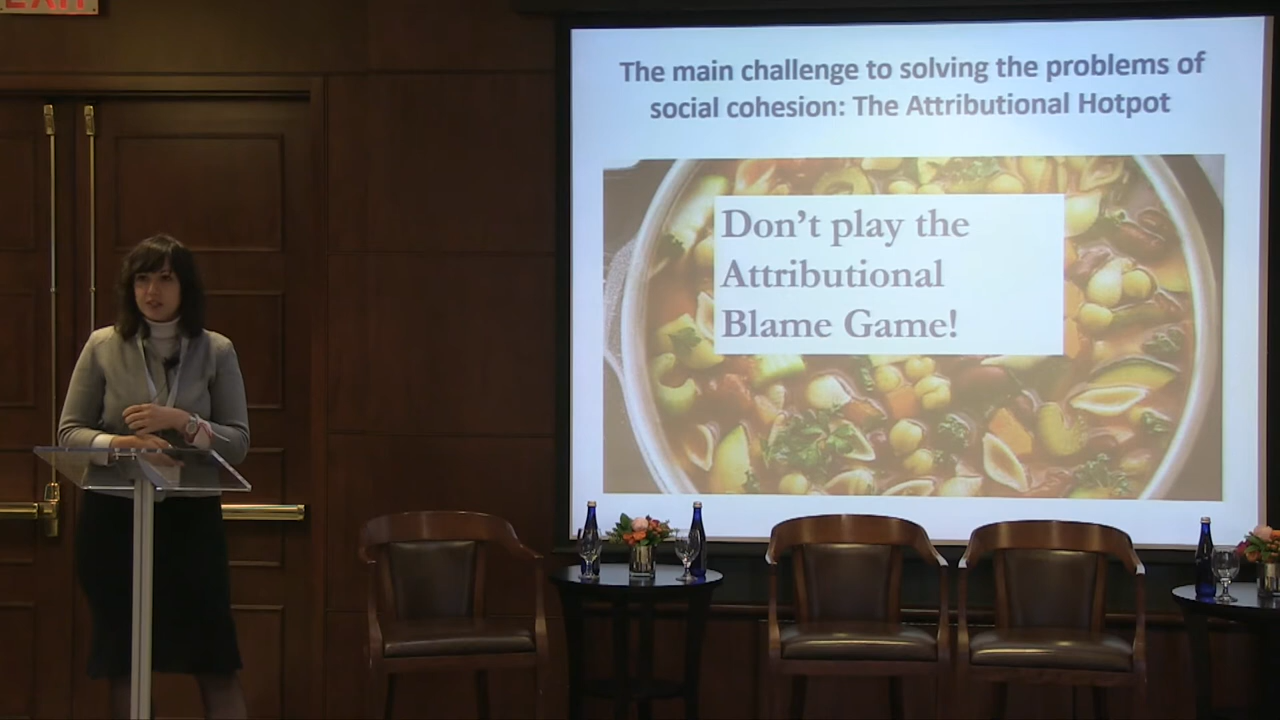 EXIT
The main challenge to solving the problems of
social cohesion: The Attributional Hotpot
Don't play the
Attributional
Blame Game!